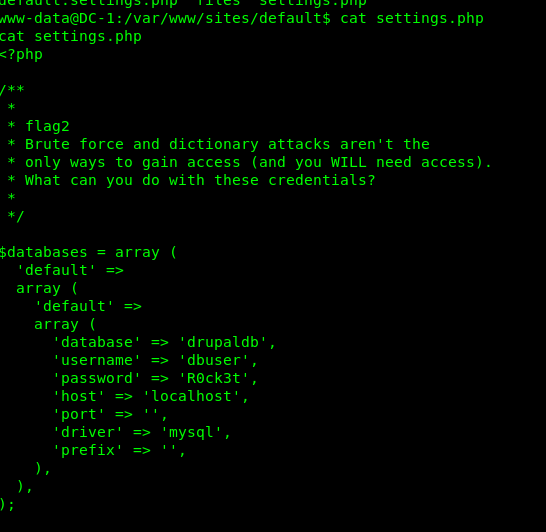 default.settings.php  files  settings.php
www-data@DC-1:/var/www/sites/default$ cat settings.php
cat settings.php
<?php
/**
 *
 * flag2
 * Brute force and dictionary attacks aren't the
 * only ways to gain access (and you WILL need access).
 * What can you do with these credentials?
 *
 */
$databases = array (
  'default' =>
  array (
    'default' =>
    array (
      'database' => 'drupaldb',
      'username' => 'dbuser',
      'password' => 'R0ck3t',
      'host' => 'localhost',
      'port' => '',
      'driver' => 'mysql',
      'prefix' => '',
    ),
  ),
);